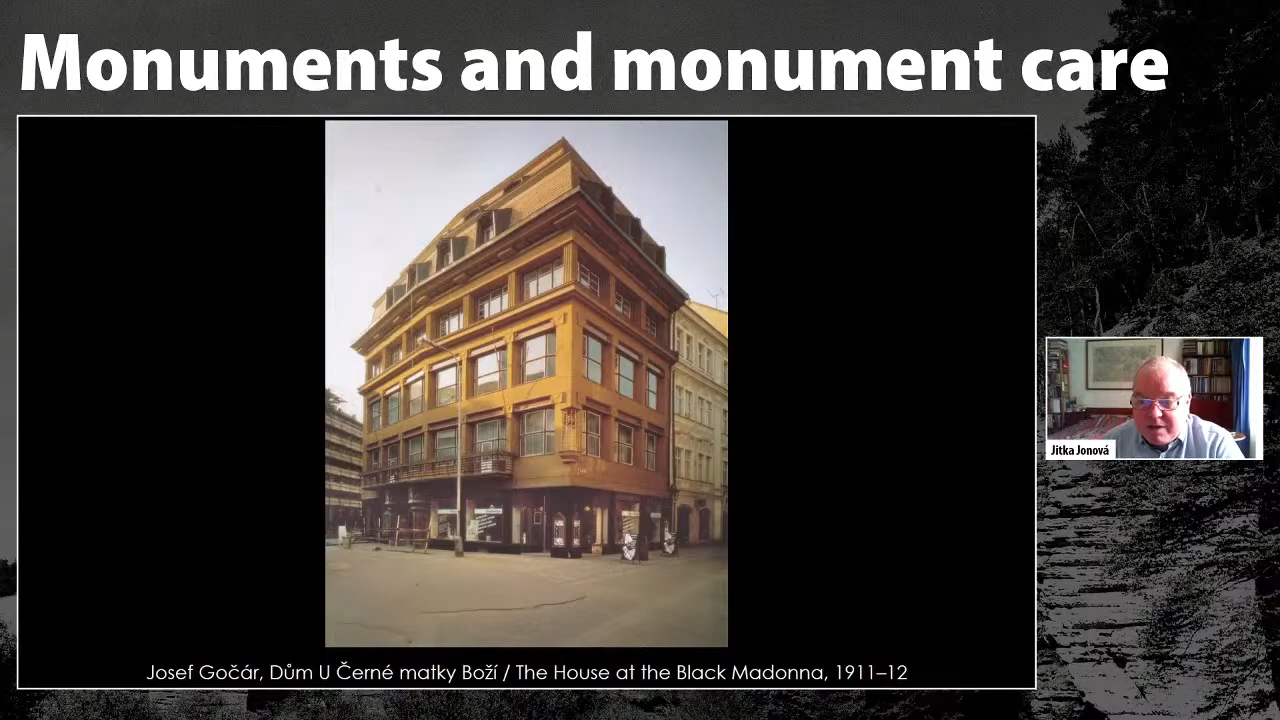 Monuments and monument care
Jitka Jonová
Josef Gočár, Dům U Černé matky Boží / The House at the Black Madonna, 1911–12